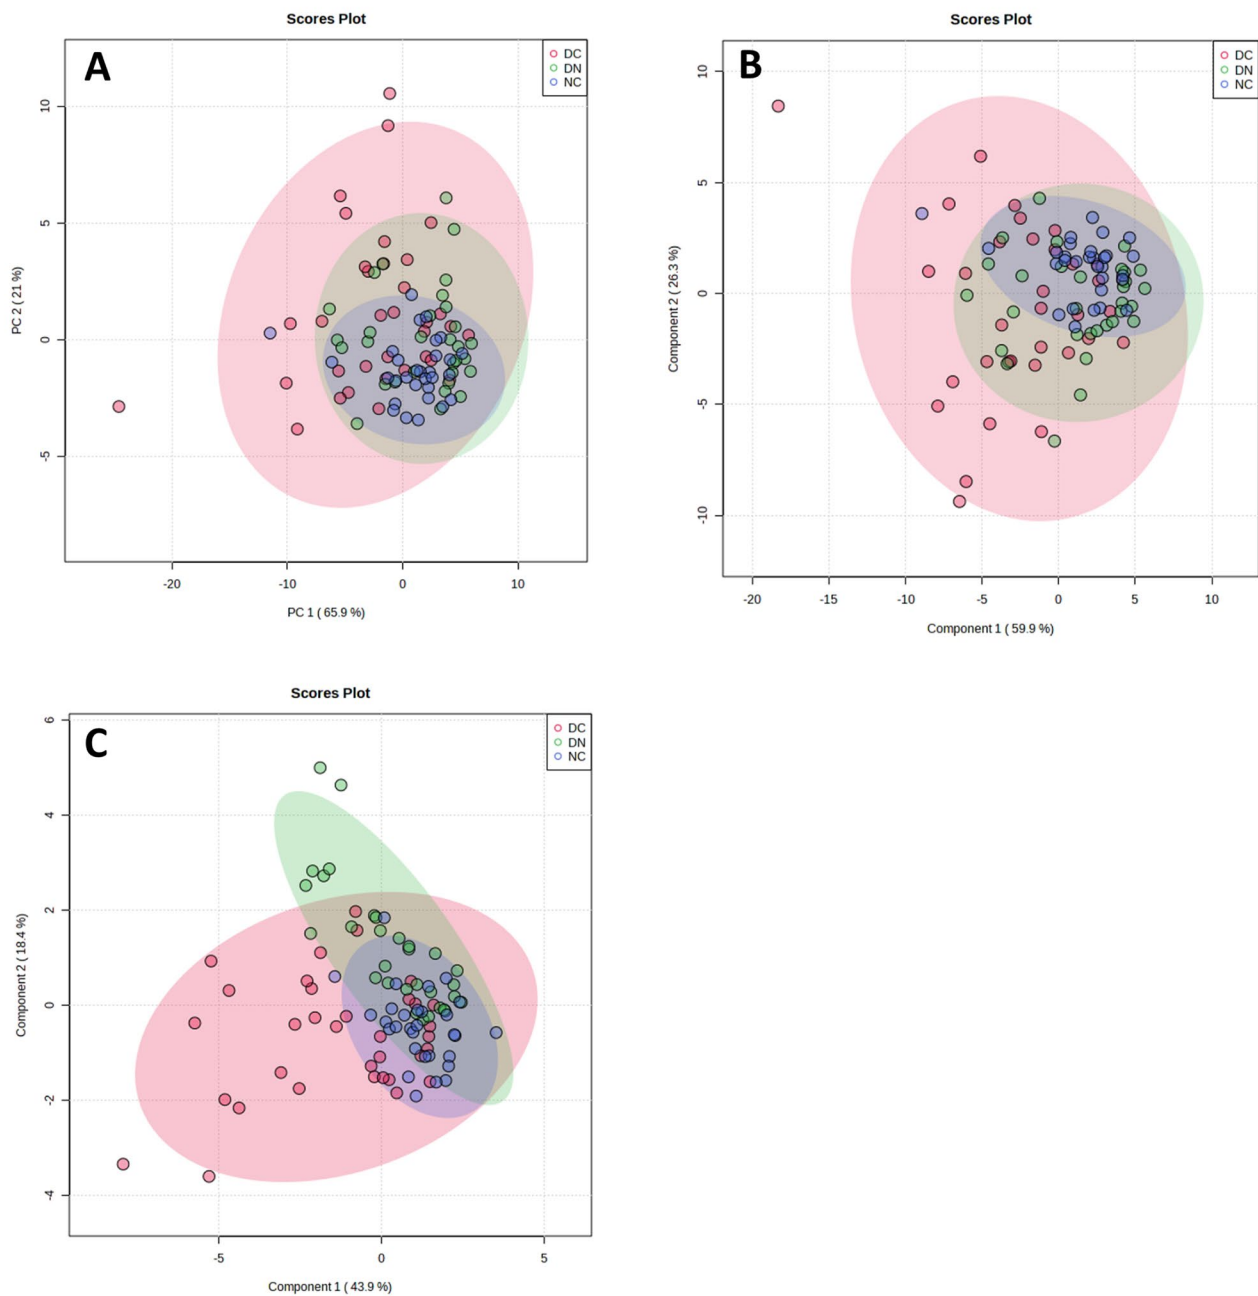 Scores Plot
A
DC
DN
NC
10
5
0
-5
PC 2 ( 21 %)
-20
-10
0
10
PC 1 ( 65.9 %)
Scores Plot
B
DC
DN
NC
10
5
0
-5
-10
Component 2 ( 26.3 %)
-20
-15
-10
-5
0
5
10
Component 1 ( 59.9 %)
Scores Plot
C
DC
DN
NC
6
4
2
0
-2
-4
Component 2 ( 18.4 %)
-5
0
5
Component 1 ( 43.9 %)